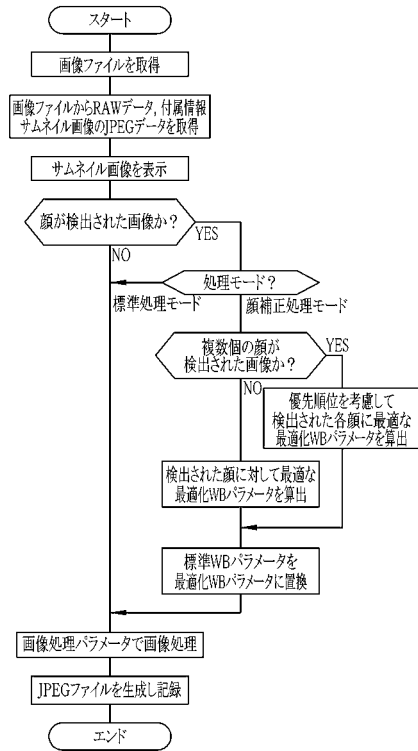 スタート
画像ファイルを取得
画像ファイルからRAWデータ, 付属情報
サムネイル画像のJPEGデータを取得
サムネイル画像を表示
顔が検出された画像か?
YES
NO
処理モード?
標準処理モード
顔補正処理モード
複数個の顔が
検出された画像か?
YES
NO
優先順位を考慮して
検出された各顔に最適な
最適化WBパラメータを算出
検出された顔に対して最適な
最適化WBパラメータを算出
標準WBパラメータを
最適化WBパラメータに置換
画像処理パラメータで画像処理
JPEGファイルを生成し記録
エンド